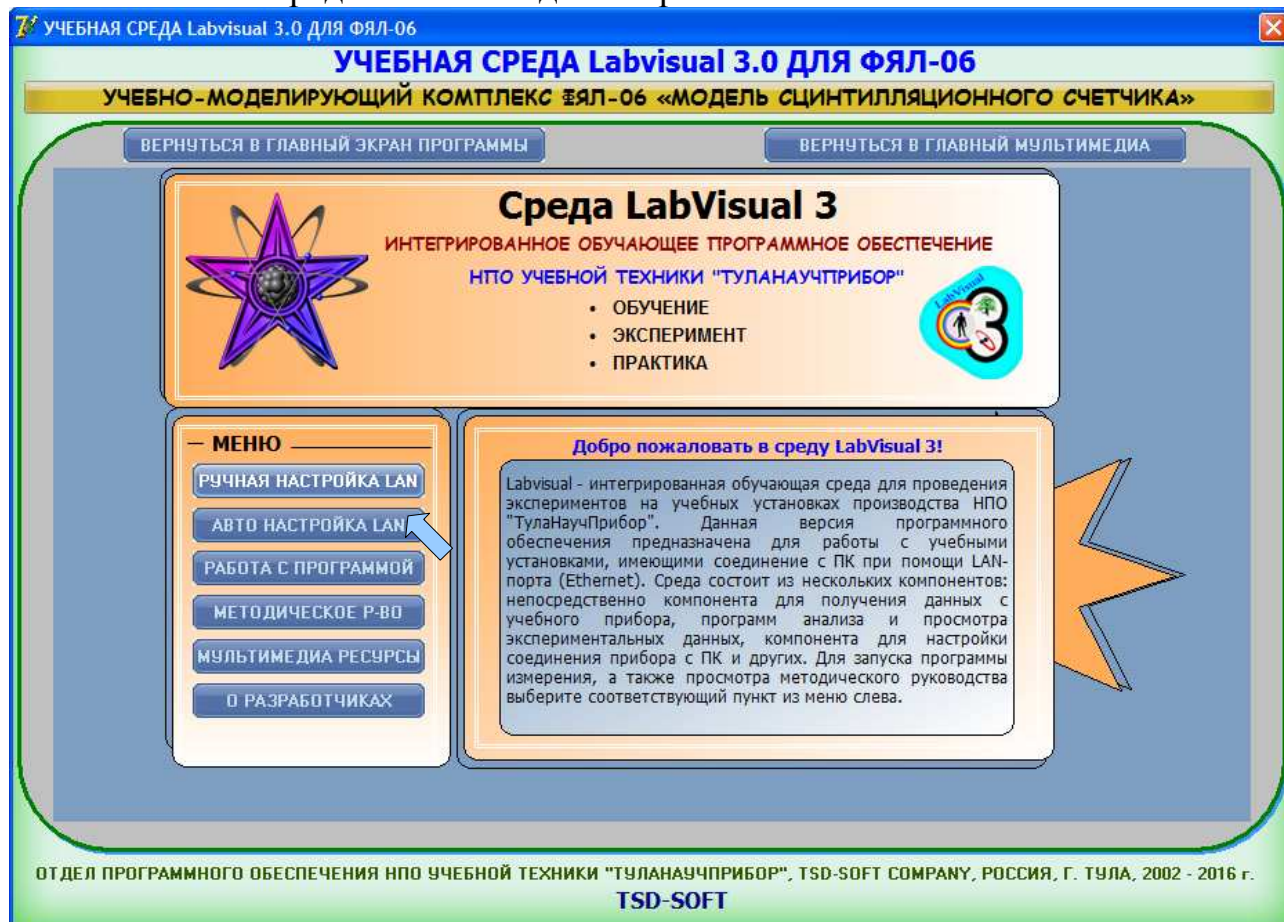 УЧЕБНАЯ СРЕДА Labvisual 3.0 ДЛЯ ФЯЛ-06
УЧЕБНАЯ СРЕДА Labvisual 3.0 ДЛЯ ФЯЛ-06
УЧЕБНО-МОДЕЛИРУЮЩИЙ КОМПЛЕКС ФЯЛ-06 «МОДЕЛЬ СЦИНТИЛЛЯЦИОННОГО СЧЕТЧИКА»
ВЕРНУТЬСЯ В ГЛАВНЫЙ ЭКРАН ПРОГРАММЫ
ВЕРНУТЬСЯ В ГЛАВНЫЙ МУЛЬТИМЕДИА
Среда LabVisual 3
ИНТЕГРИРОВАННОЕ ОБУЧАЮЩЕЕ ПРОГРАММНОЕ ОБЕСПЕЧЕНИЕ
НПО УЧЕБНОЙ ТЕХНИКИ "ТУЛАНАУЧПРИБОР"
• ОБУЧЕНИЕ
• ЭКСПЕРИМЕНТ
• ПРАКТИКА
LabVisual
3
МЕНЮ
РУЧНАЯ НАСТРОЙКА LAN
АВТО НАСТРОЙКА LAN
РАБОТА С ПРОГРАММОЙ
МЕТОДИЧЕСКОЕ Р-ВО
МУЛЬТИМЕДИА РЕСУРСЫ
О РАЗРАБОТЧИКАХ
Добро пожаловать в среду LabVisual 3!
Labvisual - интегрированная обучающая среда для проведения
экспериментов на учебных установках производства НПО
"ТулаНаучПрибор". Данная версия программного
обеспечения предназначена для работы с учебными
установками, имеющими соединение с ПК при помощи LAN-
порта (Ethernet). Среда состоит из нескольких компонентов:
непосредственно компонента для получения данных с
учебного прибора, программ анализа и просмотра
экспериментальных данных, компонента для настройки
соединения прибора с ПК и других. Для запуска программы
измерения, а также просмотра методического руководства
выберите соответствующий пункт из меню слева.
ОТДЕЛ ПРОГРАММНОГО ОБЕСПЕЧЕНИЯ НПО УЧЕБНОЙ ТЕХНИКИ "ТУЛАНАУЧПРИБОР", TSD-SOFT COMPANY, РОССИЯ, Г. ТУЛА, 2002 - 2016 г.
TSD-SOFT